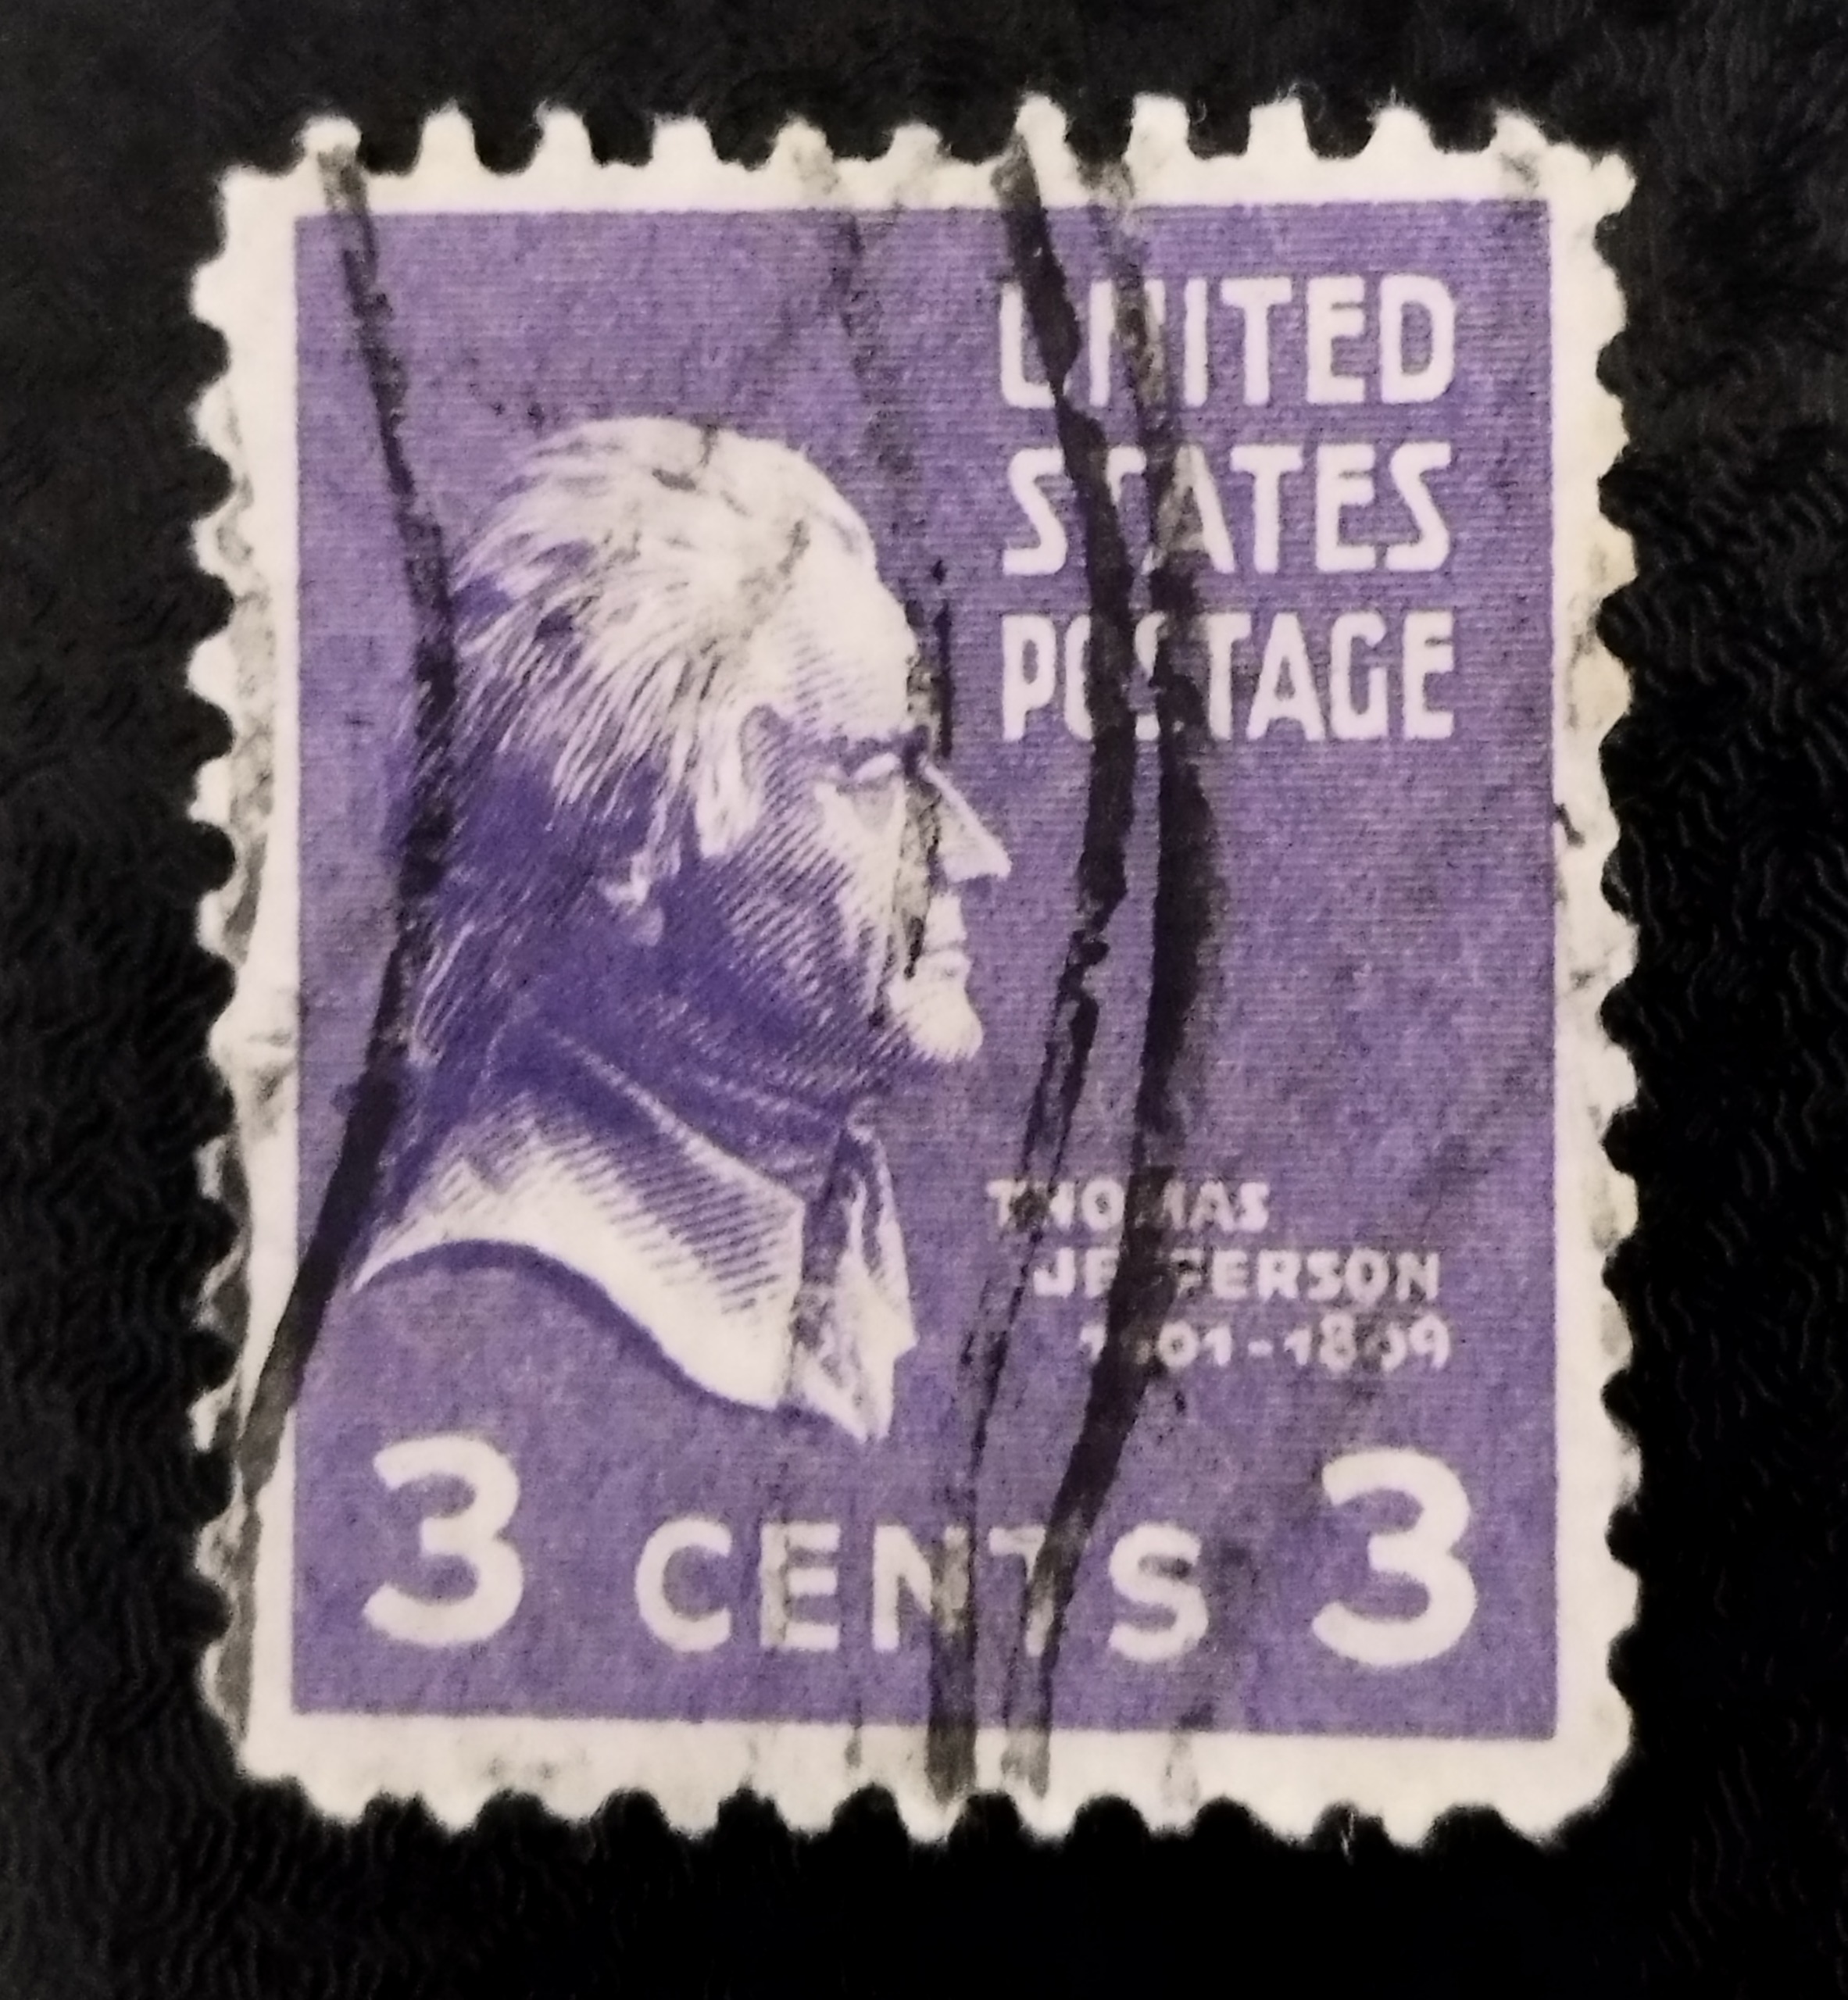 UNITED
STATES
POSTAGE
THOMAS
JEFFERSON
1801-1809
3 CENTS 3